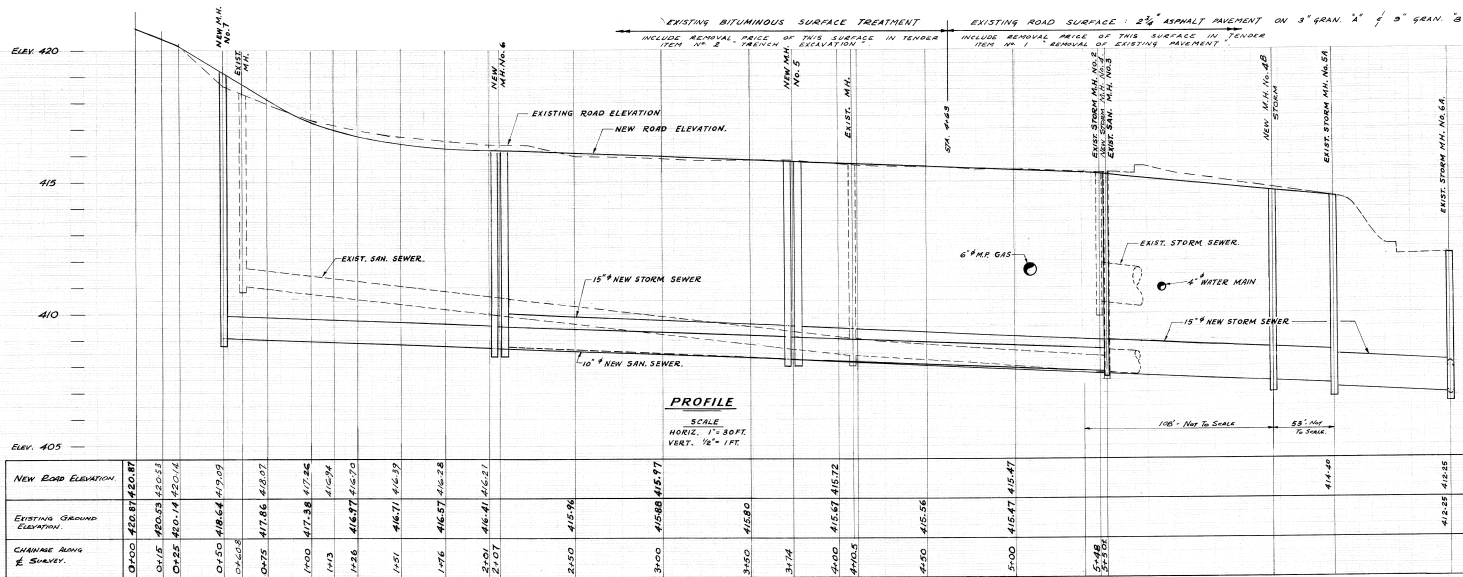 EXISTING BITUMINOUS SURFACE TREATMENT
INCLUDE REMOVAL PRICE OF THIS SURFACE IN TENDER
ITEM Nº 2 "TRENCH EXCAVATION".
EXISTING ROAD SURFACE : 2¾" ASPHALT PAVEMENT ON 3" GRAN. "A" & 9" GRAN. "B
INCLUDE REMOVAL PRICE OF THIS SURFACE IN TENDER
ITEM Nº 1 "REMOVAL OF EXISTING PAVEMENT".
ELEV. 420
415
410
ELEV. 405
NEW M.H.
No. 7
EXIST.
M.H.
NEW
M.H. No. 6
NEW M.H.
No. 5
EXIST. M.H.
STA. 4+63
EXIST. STORM M.H. No. 2
NEW STORM M.H. No. 4
EXIST. SAN. M.H. No. 3
NEW M.H. No. 4B
STORM
EXIST. STORM M.H. No. 5A
EXIST. STORM M.H. No. 6A.
EXISTING ROAD ELEVATION
NEW ROAD ELEVATION.
EXIST. SAN. SEWER.
15"ϕ NEW STORM SEWER
10"ϕ NEW SAN. SEWER.
6"ϕ M.P. GAS
EXIST. STORM SEWER.
4"ϕ WATER MAIN
15"ϕ NEW STORM SEWER
108'- NOT TO SCALE
53'- NOT
TO SCALE.
PROFILE
SCALE
HORIZ. 1"= 30 FT.
VERT. ½"= 1 FT.
NEW ROAD ELEVATION. 420.87 420.53 420.14 419.09 418.07 417.26 416.94 416.70 416.39 416.28 416.21 415.97 415.72 415.47 414.40 412.25
EXISTING GROUND
ELEVATION. 420.87 420.53 420.14 418.64 417.86 417.38 416.97 416.71 416.57 416.41 415.96 415.88 415.80 415.67 415.56 415.47 412.25
CHAINAGE ALONG
℄ SURVEY. 0+00 0+15 0+25 0+50 0+60.8 0+75 1+00 1+13 1+26 1+51 1+76 2+01 2+07 2+50 3+00 3+50 3+74 4+00 4+10.5 4+50 5+00 5+48